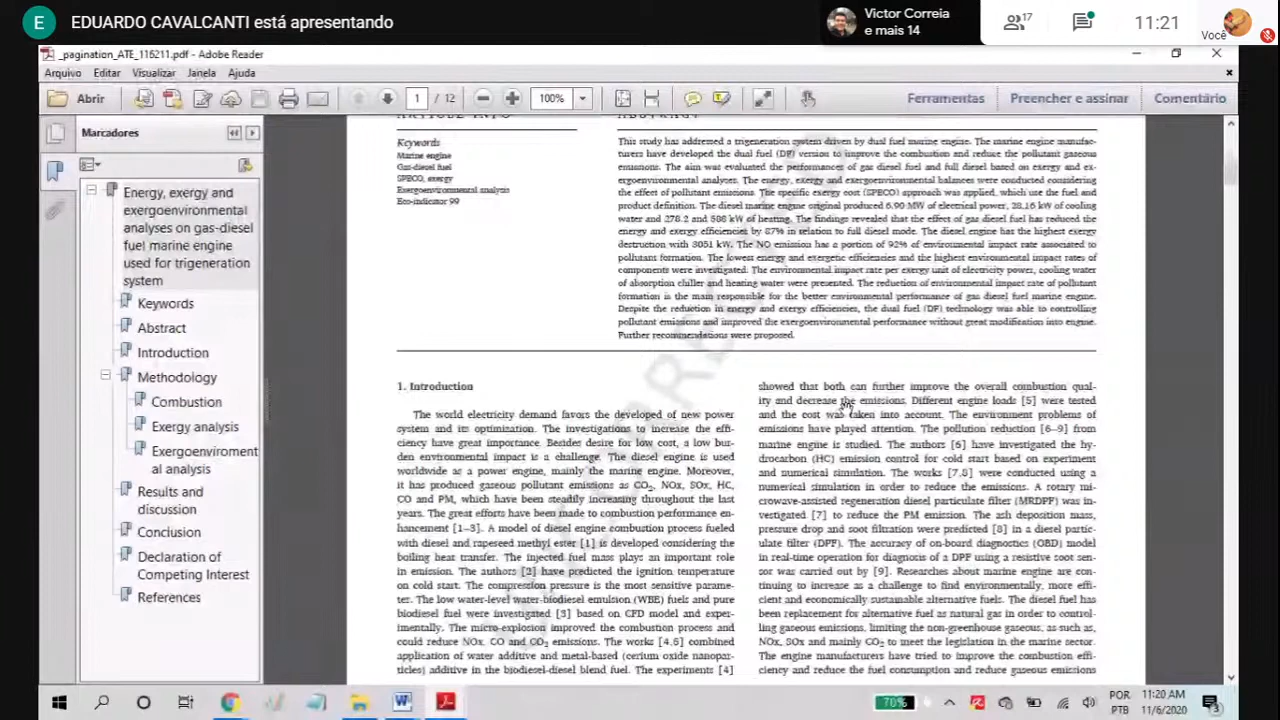 E EDUARDO CAVALCANTI está apresentando
Victor Correia
e mais 14
17
11:21
Você
_pagination_ATE_116211.pdf - Adobe Reader
Arquivo Editar Visualizar Janela Ajuda
Abrir
1 / 12
100%
Ferramentas
Preencher e assinar
Comentário
Marcadores
Energy, exergy and
exergoenvironmental
analyses on gas-diesel
fuel marine engine
used for trigeneration
system
Keywords
Abstract
Introduction
Methodology
Combustion
Exergy analysis
Exergoenviroment
al analysis
Results and
discussion
Conclusion
Declaration of
Competing Interest
References
ARTICLE INFO
Keywords
Marine engine
Gas-diesel fuel
SPECO, exergy
Exergoenvironmental analysis
Eco-indicator 99
ABSTRACT
This study has addressed a trigeneration system driven by dual fuel marine engine. The marine engine manufac-
turers have developed the dual fuel (DF) version to improve the combustion and reduce the pollutant gaseous
emissions. The aim was evaluated the performances of gas diesel fuel and full diesel based on exergy and ex-
ergoenvironmental analyses. The energy, exergy and exergoenvironmental balances were conducted considering
the effect of pollutant emissions. The specific exergy cost (SPECO) approach was applied, which use the fuel and
product definition. The diesel marine engine original produced 6.90 MW of electrical power, 28.16 kW of cooling
water and 278.2 and 588 kW of heating. The findings revealed that the effect of gas diesel fuel has reduced the
energy and exergy efficiencies by 87% in relation to full diesel mode. The diesel engine has the highest exergy
destruction with 3051 kW. The NO emission has a portion of 92% of environmental impact rate associated to
pollutant formation. The lowest energy and exergetic efficiencies and the highest environmental impact rates of
components were investigated. The environmental impact rate per exergy unit of electricity power, cooling water
of absorption chiller and heating water were presented. The reduction of environmental impact rate of pollutant
formation is the main responsible for the better environmental performance of gas diesel fuel marine engine.
Despite the reduction in energy and exergy efficiencies, the dual fuel (DF) technology was able to controlling
pollutant emissions and improved the exergoenvironmental performance without great modification into engine.
Further recommendations were proposed.
1. Introduction
The world electricity demand favors the developed of new power
system and its optimization. The investigations to increase the effi-
ciency have great importance. Besides desire for low cost, a low bur-
den environmental impact is a challenge. The diesel engine is used
worldwide as a power engine, mainly the marine engine. Moreover,
it has produced gaseous pollutant emissions as CO2, NOx, SOx, HC,
CO and PM, which have been steadily increasing throughout the last
years. The great efforts have been made to combustion performance en-
hancement [1–3]. A model of diesel engine combustion process fueled
with diesel and rapeseed methyl ester [1] is developed considering the
boiling heat transfer. The injected fuel mass plays an important role
in emission. The authors [2] have predicted the ignition temperature
on cold start. The compression pressure is the most sensitive parame-
ter. The low water-level water-biodiesel emulsion (WBE) fuels and pure
biodiesel fuel were investigated [3] based on CFD model and exper-
imentally. The micro-explosion improved the combustion process and
could reduce NOx, CO and CO2 emissions. The works [4,5] combined
application of water additive and metal-based (cerium oxide nanopar-
ticles) additive in the biodiesel-diesel blend fuel. The experiments [4]
showed that both can further improve the overall combustion qual-
ity and decrease the emissions. Different engine loads [5] were tested
and the cost was taken into account. The environment problems of
emissions have played attention. The pollution reduction [6–9] from
marine engine is studied. The authors [6] have investigated the hy-
drocarbon (HC) emission control for cold start based on experiment
and numerical simulation. The works [7,8] were conducted using a
numerical simulation in order to reduce the emissions. A rotary mi-
crowave-assisted regeneration diesel particulate filter (MRDPF) was in-
vestigated [7] to reduce the PM emission. The ash deposition mass,
pressure drop and soot filtration were predicted [8] in a diesel partic-
ulate filter (DPF). The accuracy of on-board diagnostics (OBD) model
in real-time operation for diagnosis of a DPF using a resistive soot sen-
sor was carried out by [9]. Researches about marine engine are con-
tinuing to increase as a challenge to find environmentally, more effi-
cient and economically sustainable alternative fuels. The diesel fuel has
been replacement for alternative fuel as natural gas in order to control-
ling gaseous emissions, limiting the non-greenhouse gaseous, as such as,
NOx, SOx and mainly CO2 to meet the legislation in the marine sector.
The engine manufacturers have tried to improve the combustion effi-
ciency and reduce the fuel consumption and reduce gaseous emissions
70%
POR
PTB
11:20 AM
11/6/2020
3